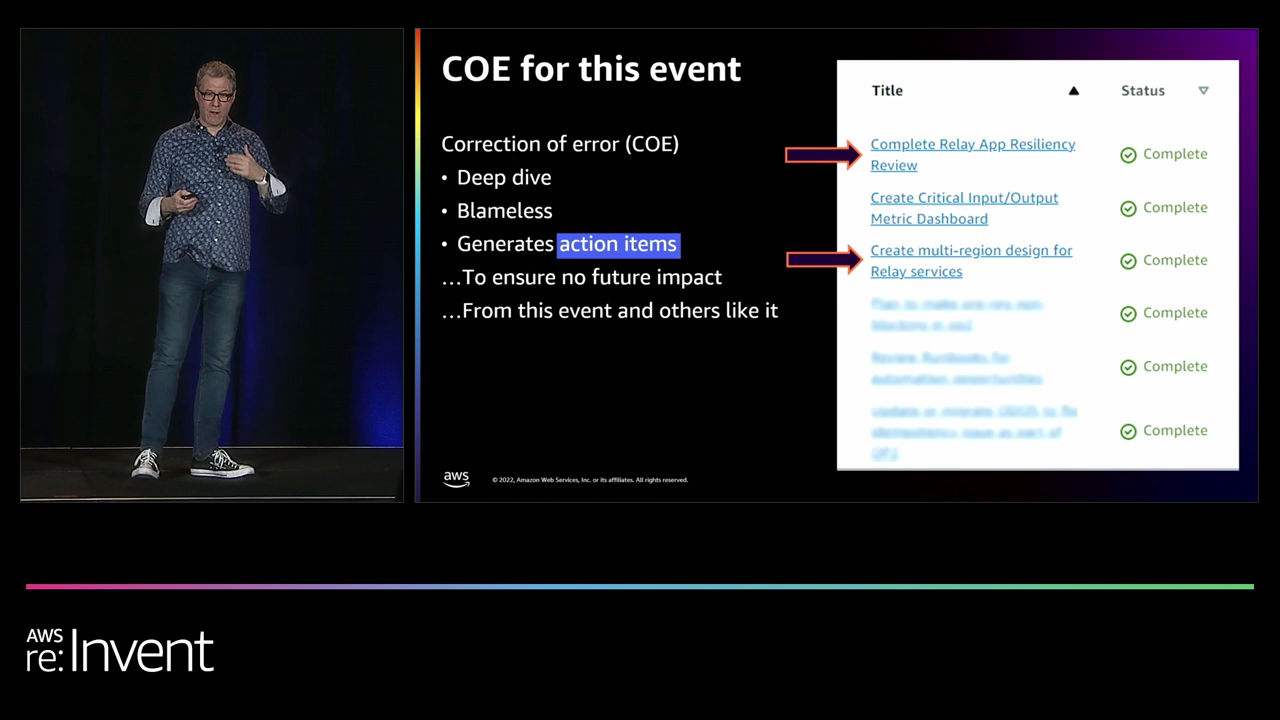 COE for this event
Correction of error (COE)
• Deep dive
• Blameless
• Generates action items
...To ensure no future impact
...From this event and others like it
Title
Status
Complete Relay App Resiliency
Review
Complete
Create Critical Input/Output
Metric Dashboard
Complete
Create multi-region design for
Relay services
Complete
Complete
Complete
Complete
aws
© 2022, Amazon Web Services, Inc. or its affiliates. All rights reserved.
AWS
re:Invent